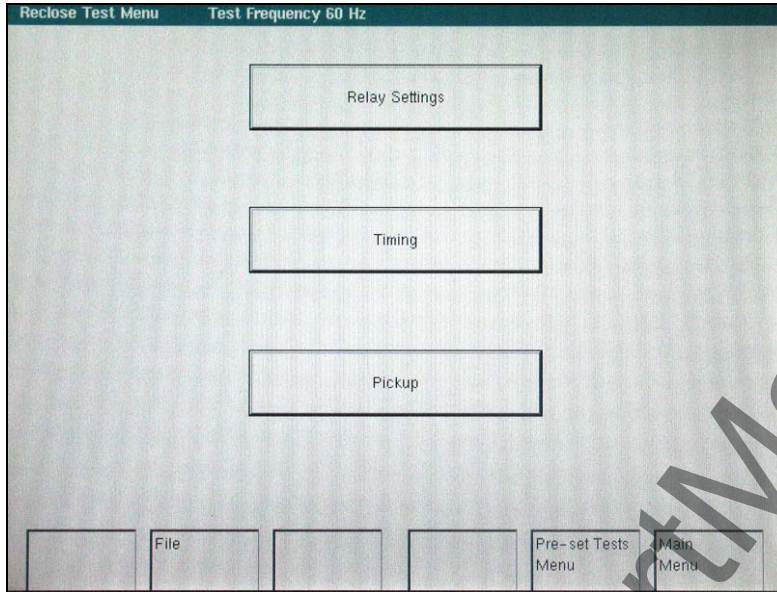 Reclose Test Menu Test Frequency 60 Hz
Relay Settings
Timing
Pickup
File
Pre-set Tests
Menu
Main
Menu